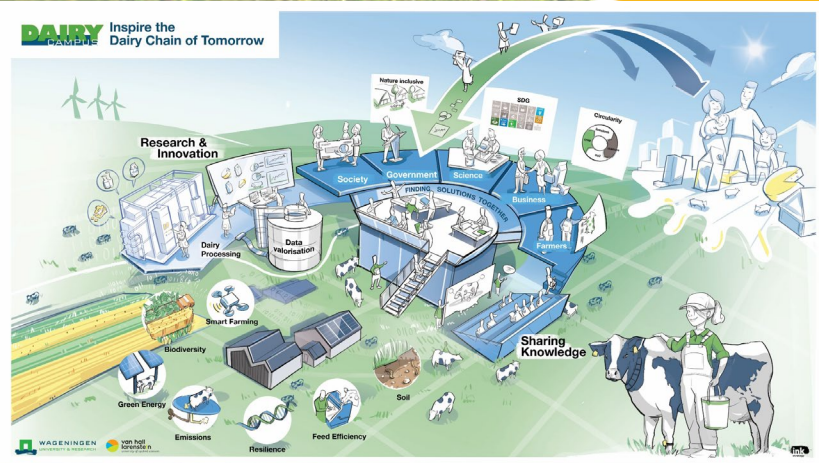 DAIRY
CAMPUS
Inspire the
Dairy Chain of Tomorrow
Nature inclusive
SDG
Circularity
Research &
Innovation
Society
Government
Science
Business
Farmers
FINDING SOLUTIONS TOGETHER
Dairy
Processing
Data
valorisation
Smart Farming
Biodiversity
Sharing
Knowledge
Green Energy
Emissions
Resilience
Feed Efficiency
Soil
WAGENINGEN
UNIVERSITY & RESEARCH
van hall
larenstein
ink